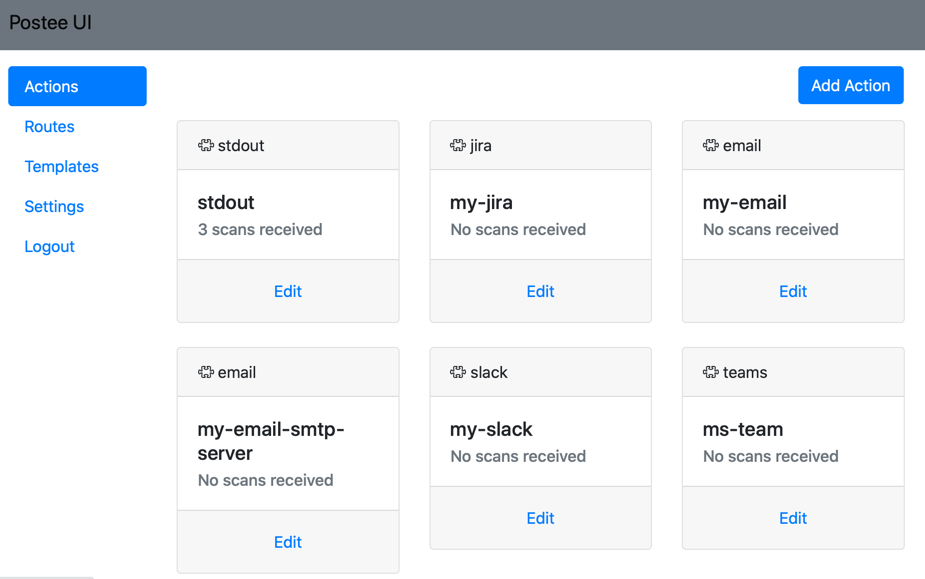 Postee UI
Actions
Routes
Templates
Settings
Logout
Add Action
stdout
stdout
3 scans received
Edit
jira
my-jira
No scans received
Edit
email
my-email
No scans received
Edit
email
my-email-smtp-
server
No scans received
Edit
slack
my-slack
No scans received
Edit
teams
ms-team
No scans received
Edit